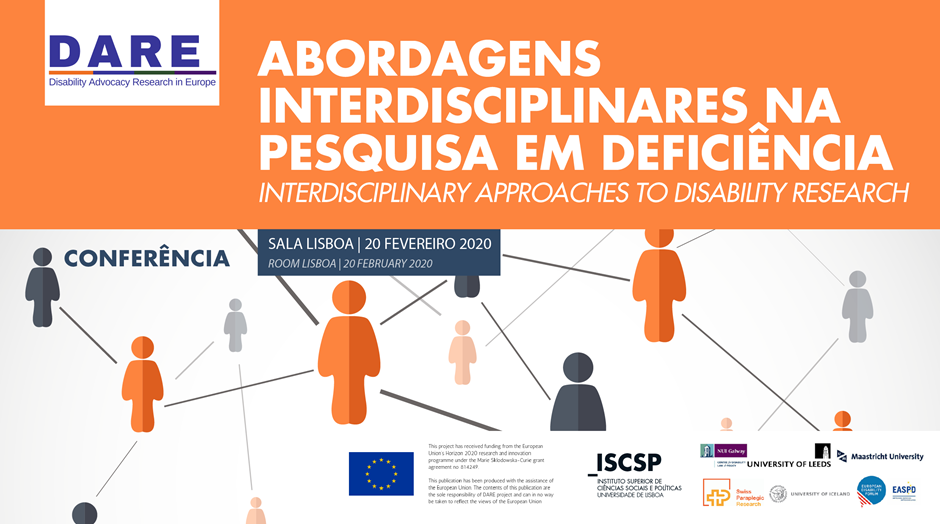 DARE
Disability Advocacy Research in Europe
ABORDAGENS
INTERDISCIPLINARES NA
PESQUISA EM DEFICIÊNCIA
INTERDISCIPLINARY APPROACHES TO DISABILITY RESEARCH
CONFERÊNCIA
SALA LISBOA | 20 FEVEREIRO 2020
ROOM LISBOA | 20 FEBRUARY 2020
This project has received funding from the European
Union's Horizon 2020 research and innovation
programme under the Marie Sklodowska-Curie grant
agreement no 814249
This publication has been produced with the assistance of
the European Union. The contents of this publication are
the sole responsibility of DARE project and can in no way
be taken to reflect the views of the European Union
_ISCSP
INSTITUTO SUPERIOR DE
CIÊNCIAS SOCIAIS E POLÍTICAS
UNIVERSIDADE DE LISBOA
NUI Galway
UNIVERSITY OF LEEDS
Maastricht University
Swiss
Paraplegic
Research
UNIVERSITY OF ICELAND
EUROPEAN
DISABILITY
FORUM
EASPD